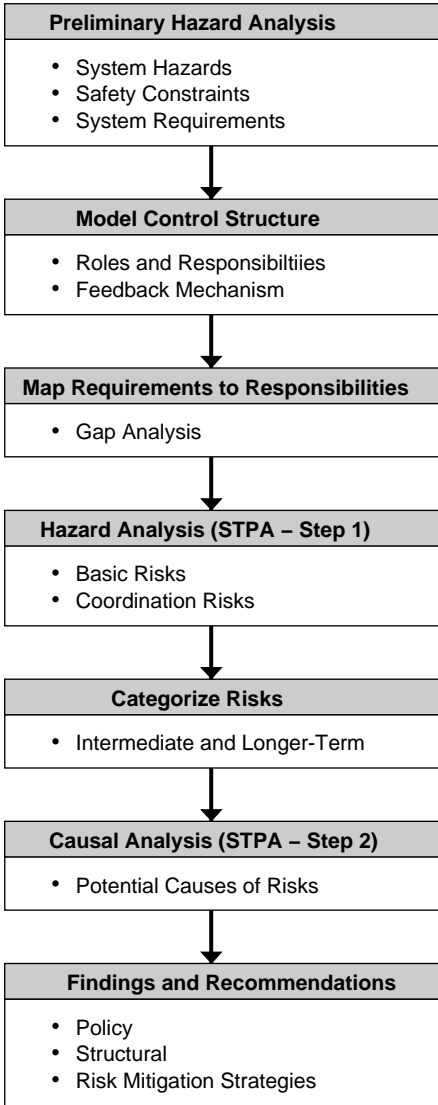 Preliminary Hazard Analysis
• System Hazards
• Safety Constraints
• System Requirements
Model Control Structure
• Roles and Responsibiltiies
• Feedback Mechanism
Map Requirements to Responsibilities
• Gap Analysis
Hazard Analysis (STPA – Step 1)
• Basic Risks
• Coordination Risks
Categorize Risks
• Intermediate and Longer-Term
Causal Analysis (STPA – Step 2)
• Potential Causes of Risks
Findings and Recommendations
• Policy
• Structural
• Risk Mitigation Strategies